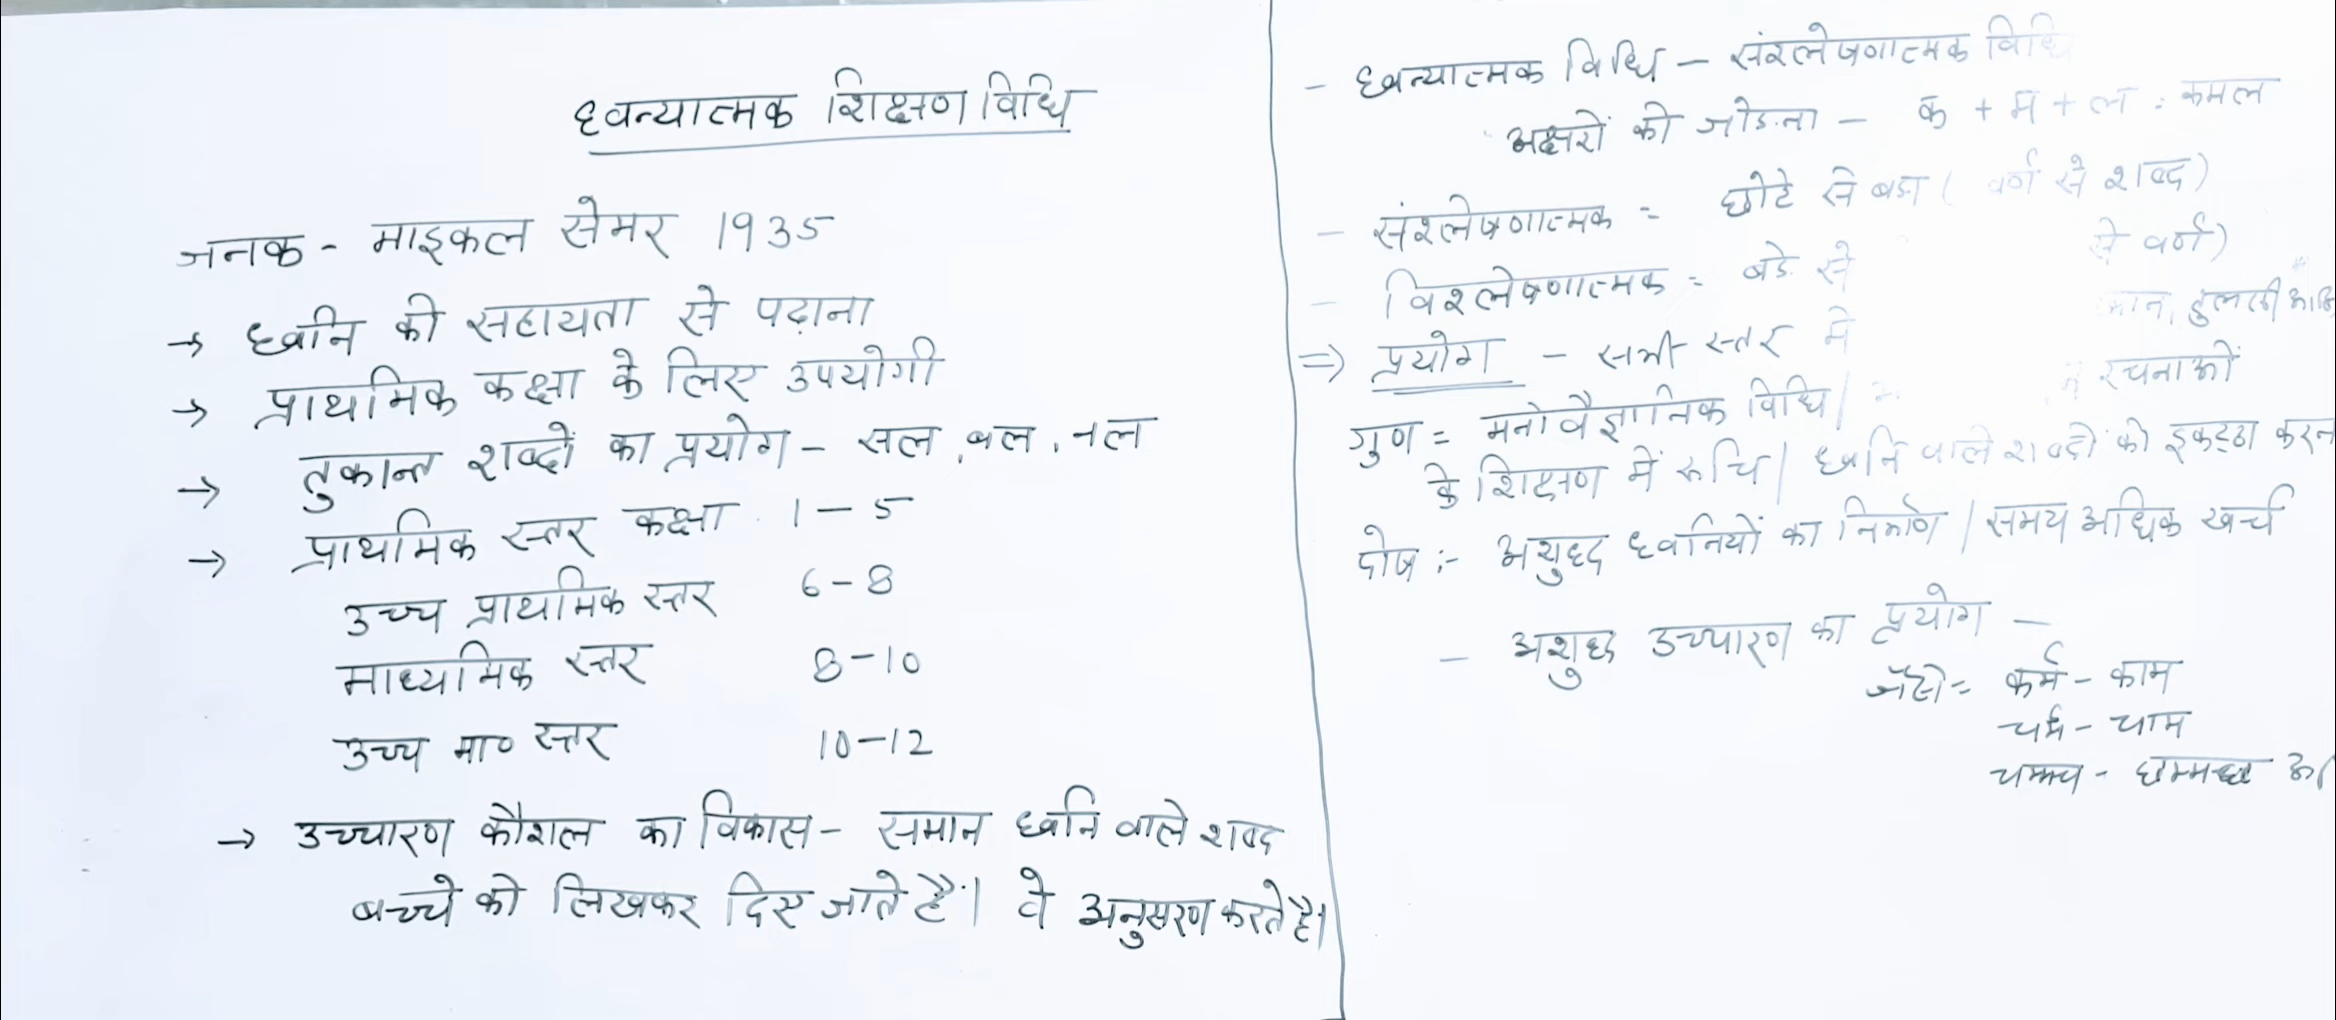 ध्वन्यात्मक शिक्षण विधि
जनक - माइकल सेमर 1935
→ ध्वनि की सहायता से पढ़ाना
→ प्राथमिक कक्षा के लिए उपयोगी
→ तुकान्त शब्दों का प्रयोग - सल, बल, नल
→ प्राथमिक स्तर कक्षा 1 - 5
उच्च प्राथमिक स्तर 6 - 8
माध्यमिक स्तर 8 - 10
उच्च मा० स्तर 10 - 12
→ उच्चारण कौशल का विकास - समान ध्वनि वाले शब्द
बच्चे को लिखकर दिए जाते है। वे अनुसरण करते है।
- ध्वन्यात्मक विधि - संश्लेषणात्मक विधि
अक्षरों को जोडना - क + म + ल = कमल
- संश्लेषणात्मक = छोटे से बडा ( वर्ण से शब्द )
- विश्लेषणात्मक = बडे से से वर्ण)
⇒ प्रयोग - सभी स्तर में
गुण = मनोवैज्ञानिक विधि | रचनाओं
के शिक्षण में रूचि | ध्वनि वाले शब्दों को इकट्ठा करन
दोष :- अशुद्ध ध्वनियों का निर्माण | समय अधिक खर्च
- अशुद्ध उच्चारण का प्रयोग -
जैसे = कर्म - काम
चर्म - चाम